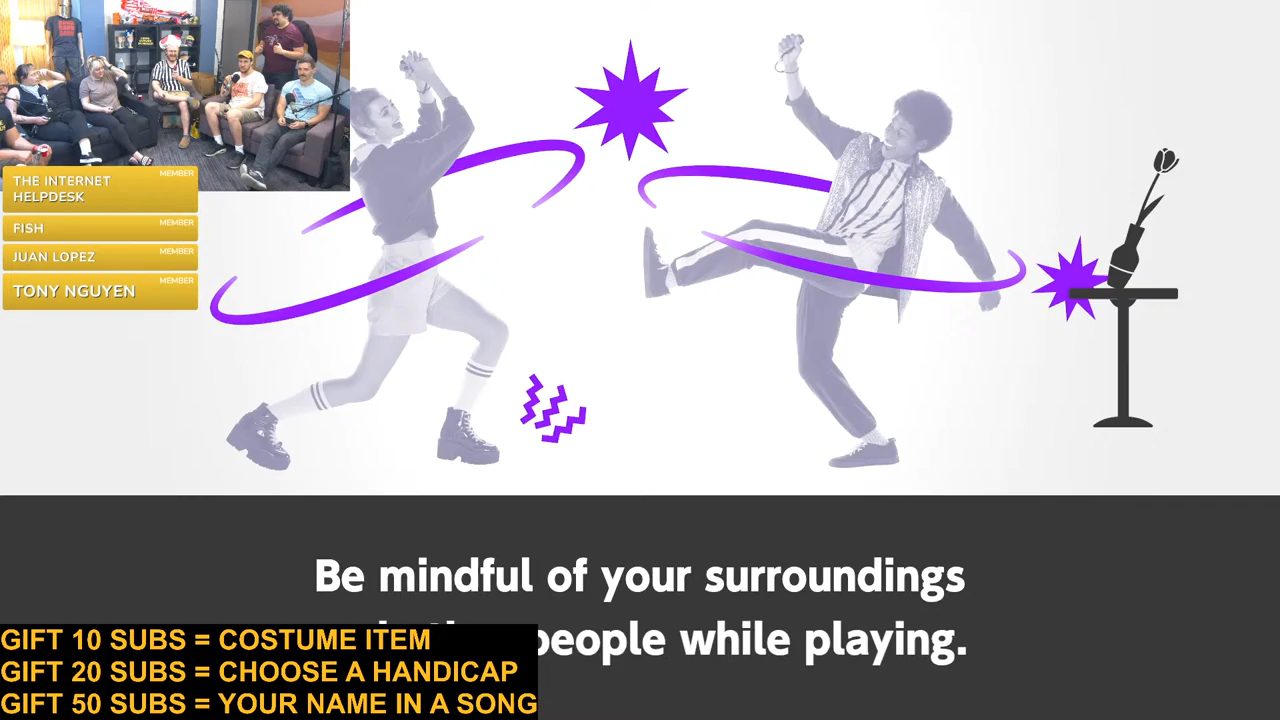 THE INTERNET
HELPDESK
MEMBER
FISH
MEMBER
JUAN LOPEZ
MEMBER
TONY NGUYEN
MEMBER
Be mindful of your surroundings
people while playing.
GIFT 10 SUBS = COSTUME ITEM
GIFT 20 SUBS = CHOOSE A HANDICAP
GIFT 50 SUBS = YOUR NAME IN A SONG